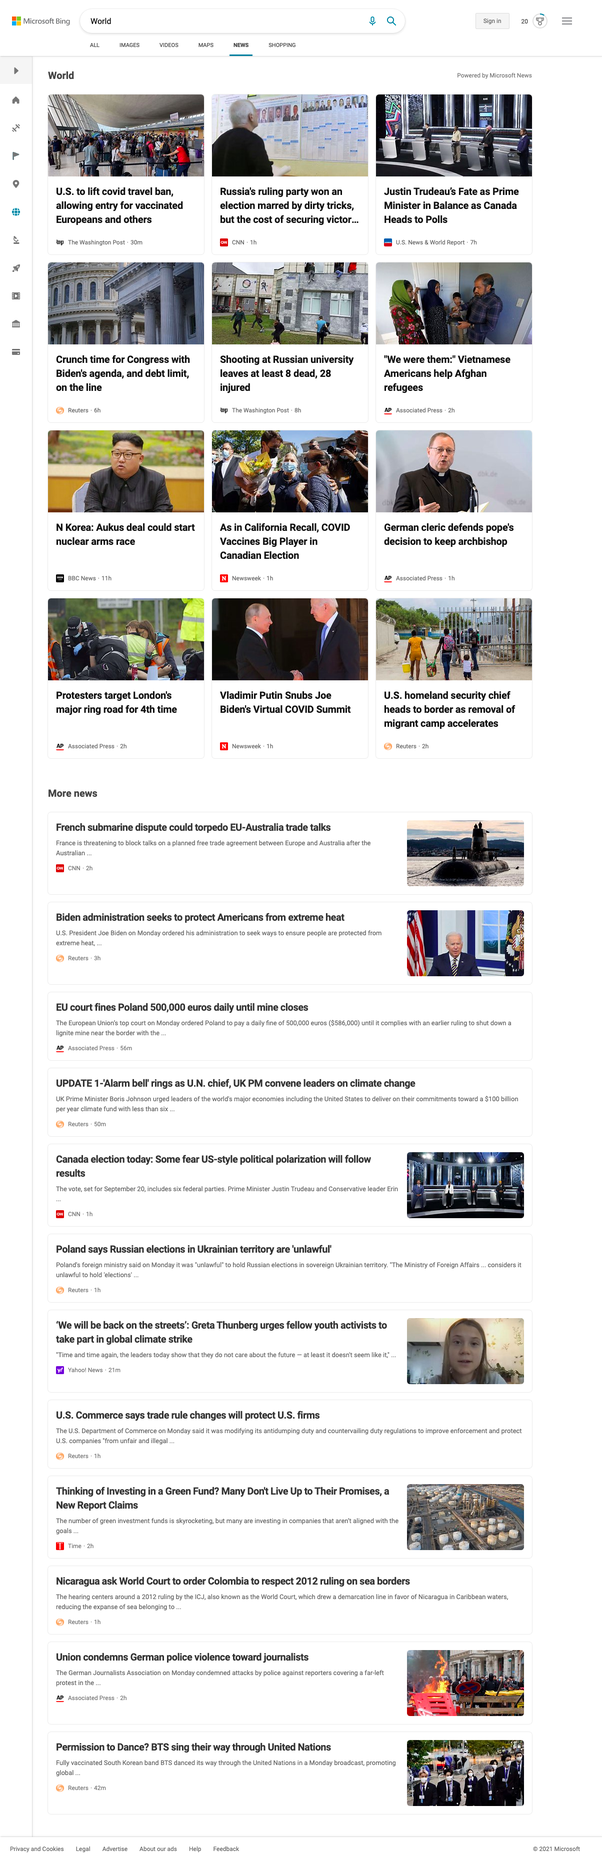 Microsoft Bing
World
Sign in
20
ALL IMAGES VIDEOS MAPS NEWS SHOPPING
World
Powered by Microsoft News
U.S. to lift covid travel ban,
allowing entry for vaccinated
Europeans and others
wp The Washington Post · 30m
Russia's ruling party won an
election marred by dirty tricks,
but the cost of securing victor...
CNN CNN · 1h
Justin Trudeau's Fate as Prime
Minister in Balance as Canada
Heads to Polls
U.S. News & World Report · 7h
Crunch time for Congress with
Biden's agenda, and debt limit,
on the line
Reuters · 6h
Shooting at Russian university
leaves at least 8 dead, 28
injured
wp The Washington Post · 8h
"We were them:" Vietnamese
Americans help Afghan
refugees
AP Associated Press · 2h
N Korea: Aukus deal could start
nuclear arms race
BBC News · 11h
As in California Recall, COVID
Vaccines Big Player in
Canadian Election
N Newsweek · 1h
German cleric defends pope's
decision to keep archbishop
AP Associated Press · 1h
Protesters target London's
major ring road for 4th time
AP Associated Press · 2h
Vladimir Putin Snubs Joe
Biden's Virtual COVID Summit
N Newsweek · 1h
U.S. homeland security chief
heads to border as removal of
migrant camp accelerates
Reuters · 2h
More news
French submarine dispute could torpedo EU-Australia trade talks
France is threatening to block talks on a planned free trade agreement between Europe and Australia after the
Australian ...
CNN CNN · 2h
Biden administration seeks to protect Americans from extreme heat
U.S. President Joe Biden on Monday ordered his administration to seek ways to ensure people are protected from
extreme heat, ...
Reuters · 3h
EU court fines Poland 500,000 euros daily until mine closes
The European Union's top court on Monday ordered Poland to pay a daily fine of 500,000 euros ($586,000) until it complies with an earlier ruling to shut down a
lignite mine near the border with the ...
AP Associated Press · 56m
UPDATE 1-'Alarm bell' rings as U.N. chief, UK PM convene leaders on climate change
UK Prime Minister Boris Johnson urged leaders of the world's major economies including the United States to deliver on their commitments toward a $100 billion
per year climate fund with less than six ...
Reuters · 50m
Canada election today: Some fear US-style political polarization will follow
results
The vote, set for September 20, includes six federal parties. Prime Minister Justin Trudeau and Conservative leader Erin
...
CNN CNN · 1h
Poland says Russian elections in Ukrainian territory are 'unlawful'
Poland's foreign ministry said on Monday it was "unlawful" to hold Russian elections in sovereign Ukrainian territory. "The Ministry of Foreign Affairs ... considers it
unlawful to hold 'elections' ...
Reuters · 1h
'We will be back on the streets': Greta Thunberg urges fellow youth activists to
take part in global climate strike
"Time and time again, the leaders today show that they do not care about the future — at least it doesn't seem like it," ...
Yahoo! News · 21m
U.S. Commerce says trade rule changes will protect U.S. firms
The U.S. Department of Commerce on Monday said it was modifying its antidumping duty and countervailing duty regulations to improve enforcement and protect
U.S. companies "from unfair and illegal ...
Reuters · 1h
Thinking of Investing in a Green Fund? Many Don't Live Up to Their Promises, a
New Report Claims
The number of green investment funds is skyrocketing, but many are investing in companies that aren't aligned with the
goals ...
Time · 2h
Nicaragua ask World Court to order Colombia to respect 2012 ruling on sea borders
The hearing centers around a 2012 ruling by the ICJ, also known as the World Court, which drew a demarcation line in favor of Nicaragua in Caribbean waters,
reducing the expanse of sea belonging to ...
Reuters · 1h
Union condemns German police violence toward journalists
The German Journalists Association on Monday condemned attacks by police against reporters covering a far-left
protest in the ...
AP Associated Press · 2h
Permission to Dance? BTS sing their way through United Nations
Fully vaccinated South Korean band BTS danced its way through the United Nations in a Monday broadcast, promoting
global ...
Reuters · 42m
Privacy and Cookies Legal Advertise About our ads Help Feedback © 2021 Microsoft